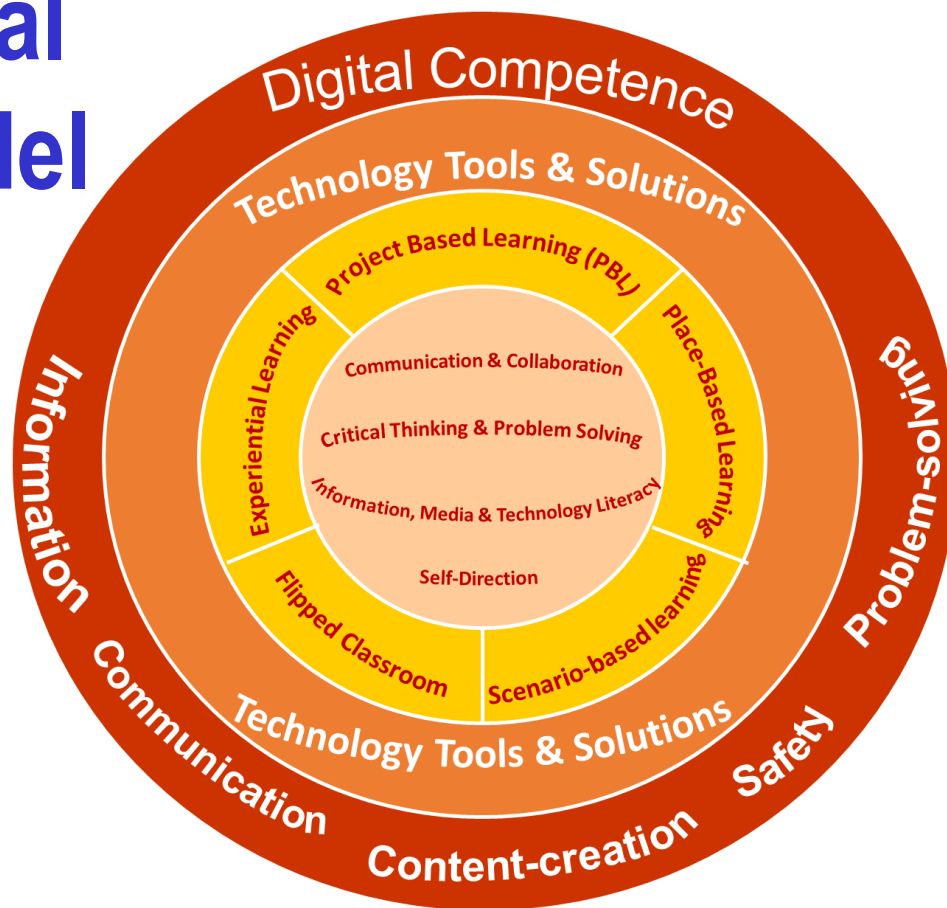 al
del
Digital Competence
Technology Tools & Solutions
Project Based Learning (PBL)
Experiential Learning
Place-Based Learning
Communication & Collaboration
Critical Thinking & Problem Solving
Information, Media & Technology Literacy
Self-Direction
Flipped Classroom
Scenario-based learning
Technology Tools & Solutions
Information
Communication
Content-creation
Safety
Problem-solving